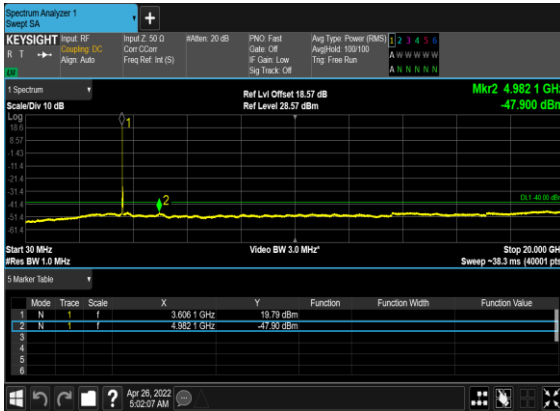 Spectrum Analyzer 1
Swept SA
+
KEYSIGHT Input: RF Input Z: 50 Ω #Atten: 20 dB PNO: Fast Avg Type: Power (RMS) 1 2 3 4 5 6
R T Coupling: DC Corr CCorr Gate: Off Avg|Hold: 100/100 A W W W W W
Align: Auto Freq Ref: Int (S) IF Gain: Low Trig: Free Run
Sig Track: Off A N N N N N
1 Spectrum Ref Lvl Offset 18.57 dB Mkr2 4.982 1 GHz
Scale/Div 10 dB Ref Level 28.57 dBm -47.900 dBm
Log
18.6
8.57
-1.43
-11.4
-21.4
-31.4
-41.4
-51.4
-61.4
1
2
DL1 -40.00 dBm
Start 30 MHz Video BW 3.0 MHz* Stop 20.000 GHz
#Res BW 1.0 MHz Sweep ~38.3 ms (40001 pts)
5 Marker Table
Mode Trace Scale X Y Function Function Width Function Value
1 N 1 f 3.606 1 GHz 19.79 dBm
2 N 1 f 4.982 1 GHz -47.90 dBm
3
4
5
6
? Apr 26, 2022
5:02:07 AM